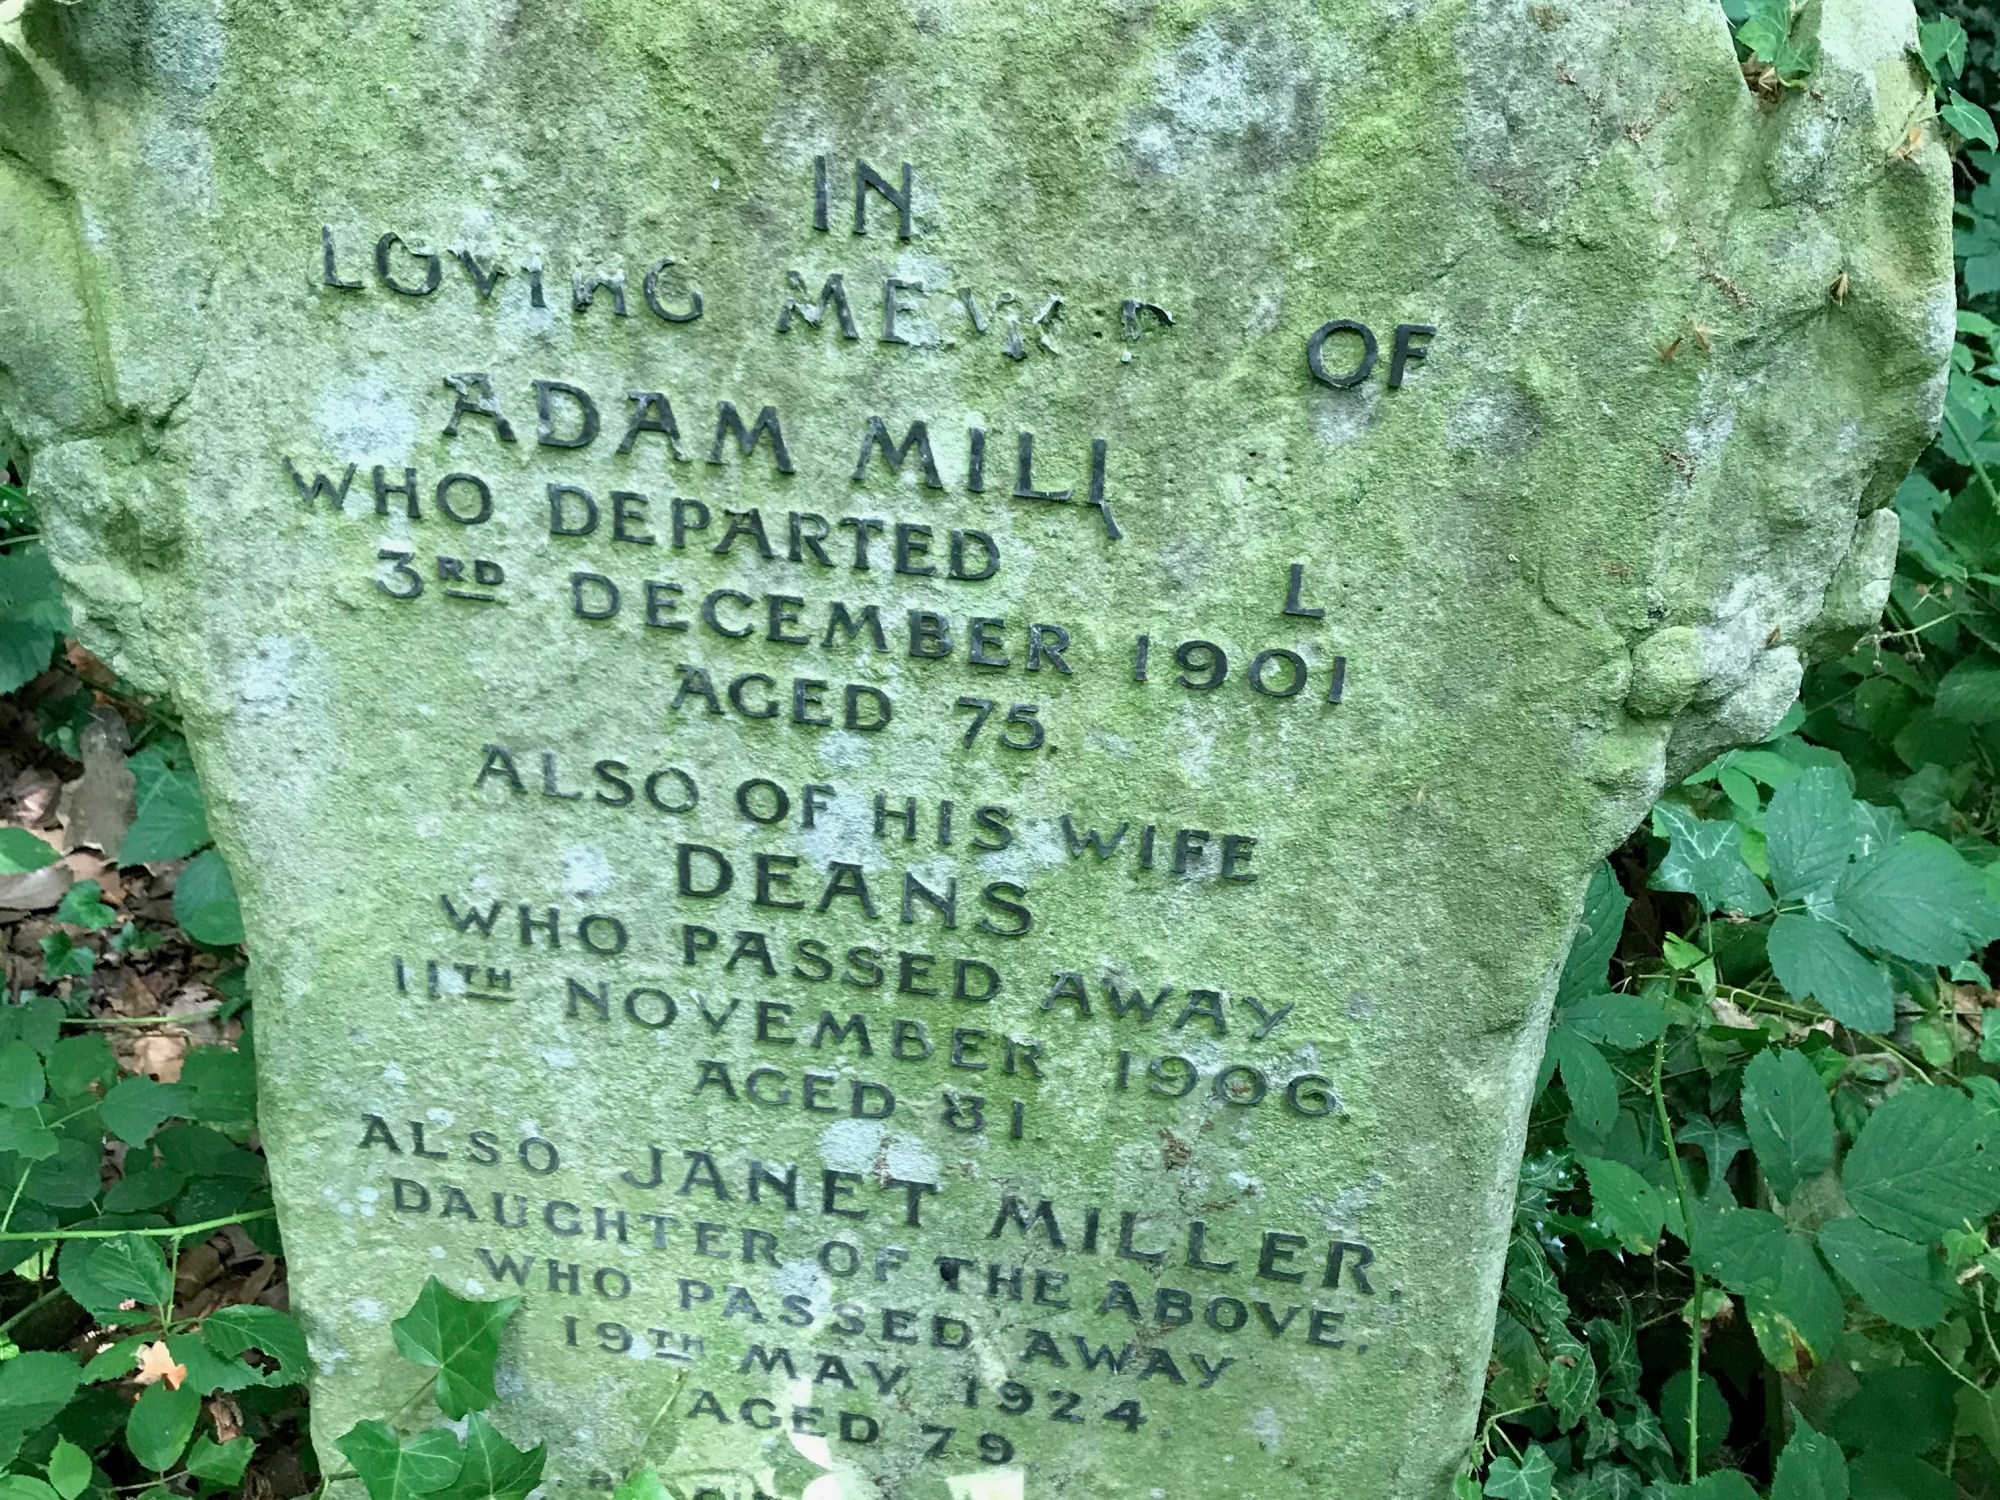 IN
LOVING MEMOR OF
ADAM MILL
WHO DEPARTED L
3RD DECEMBER 1901
AGED 75.
ALSO OF HIS WIFE
DEANS
WHO PASSED AWAY
11TH NOVEMBER 1906
AGED 81.
ALSO JANET MILLER,
DAUGHTER OF THE ABOVE,
WHO PASSED AWAY
19TH MAY 1924.
AGED 79